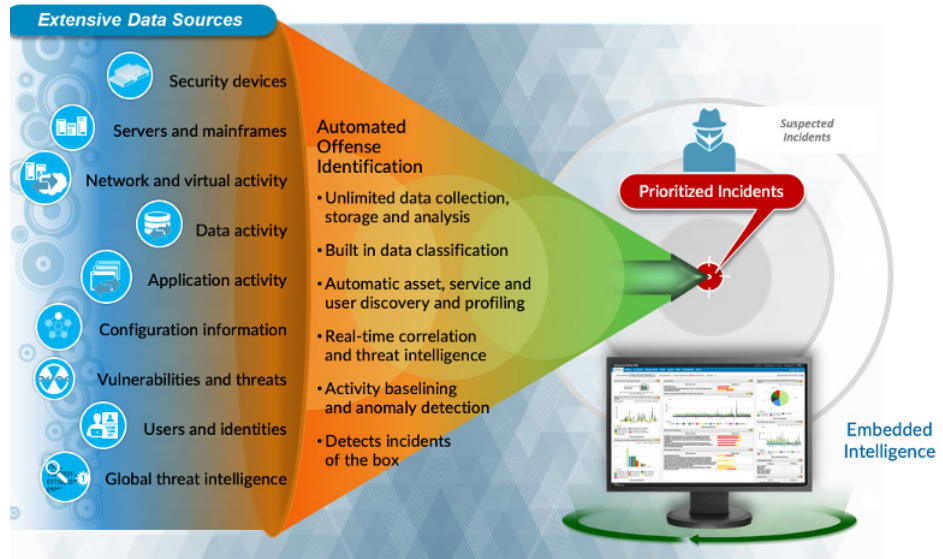 Extensive Data Sources
Security devices
Servers and mainframes
Network and virtual activity
Data activity
Application activity
Configuration information
Vulnerabilities and threats
Users and identities
Global threat intelligence
Automated
Offense
Identification
• Unlimited data collection,
storage and analysis
• Built in data classification
• Automatic asset, service and
user discovery and profiling
• Real-time correlation
and threat intelligence
• Activity baselining
and anomaly detection
• Detects incidents
of the box
Suspected
Incidents
Prioritized Incidents
Embedded
Intelligence